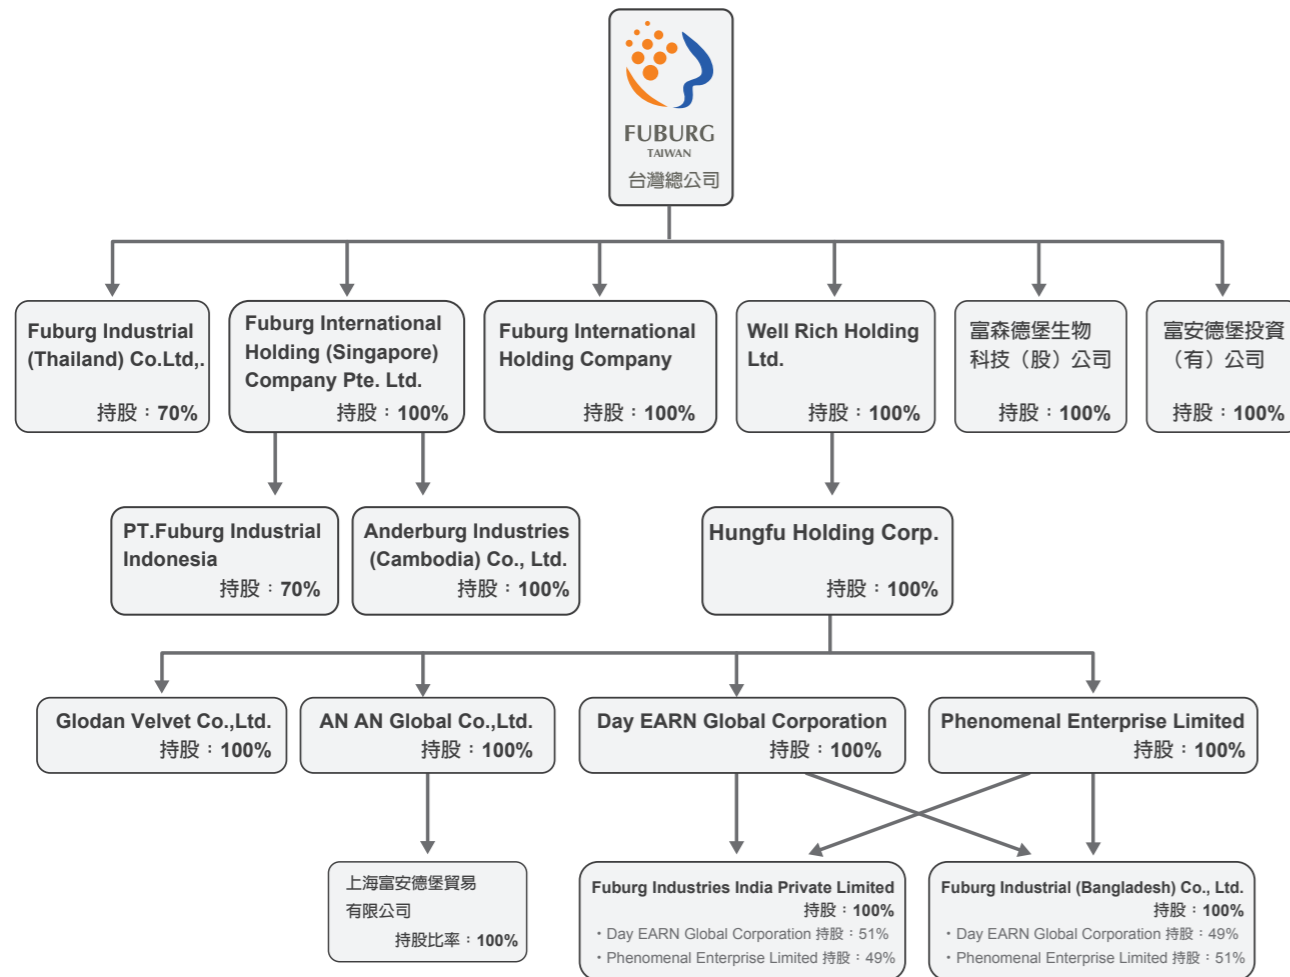 FUBURG
TAIWAN
台灣總公司
Fuburg Industrial
(Thailand) Co.Ltd,.
持股：70%
Fuburg International
Holding (Singapore)
Company Pte. Ltd.
持股：100%
Fuburg International
Holding Company
持股：100%
Well Rich Holding
Ltd.
持股：100%
富森德堡生物
科技（股）公司
持股：100%
富安德堡投資
（有）公司
持股：100%
PT.Fuburg Industrial
Indonesia
持股：70%
Anderburg Industries
(Cambodia) Co., Ltd.
持股：100%
Hungfu Holding Corp.
持股：100%
Glodan Velvet Co.,Ltd.
持股：100%
AN AN Global Co.,Ltd.
持股：100%
Day EARN Global Corporation
持股：100%
Phenomenal Enterprise Limited
持股：100%
上海富安德堡貿易
有限公司
持股比率：100%
Fuburg Industries India Private Limited
持股：100%
・Day EARN Global Corporation 持股：51%
・Phenomenal Enterprise Limited 持股：49%
Fuburg Industrial (Bangladesh) Co., Ltd.
持股：100%
・Day EARN Global Corporation 持股：49%
・Phenomenal Enterprise Limited 持股：51%